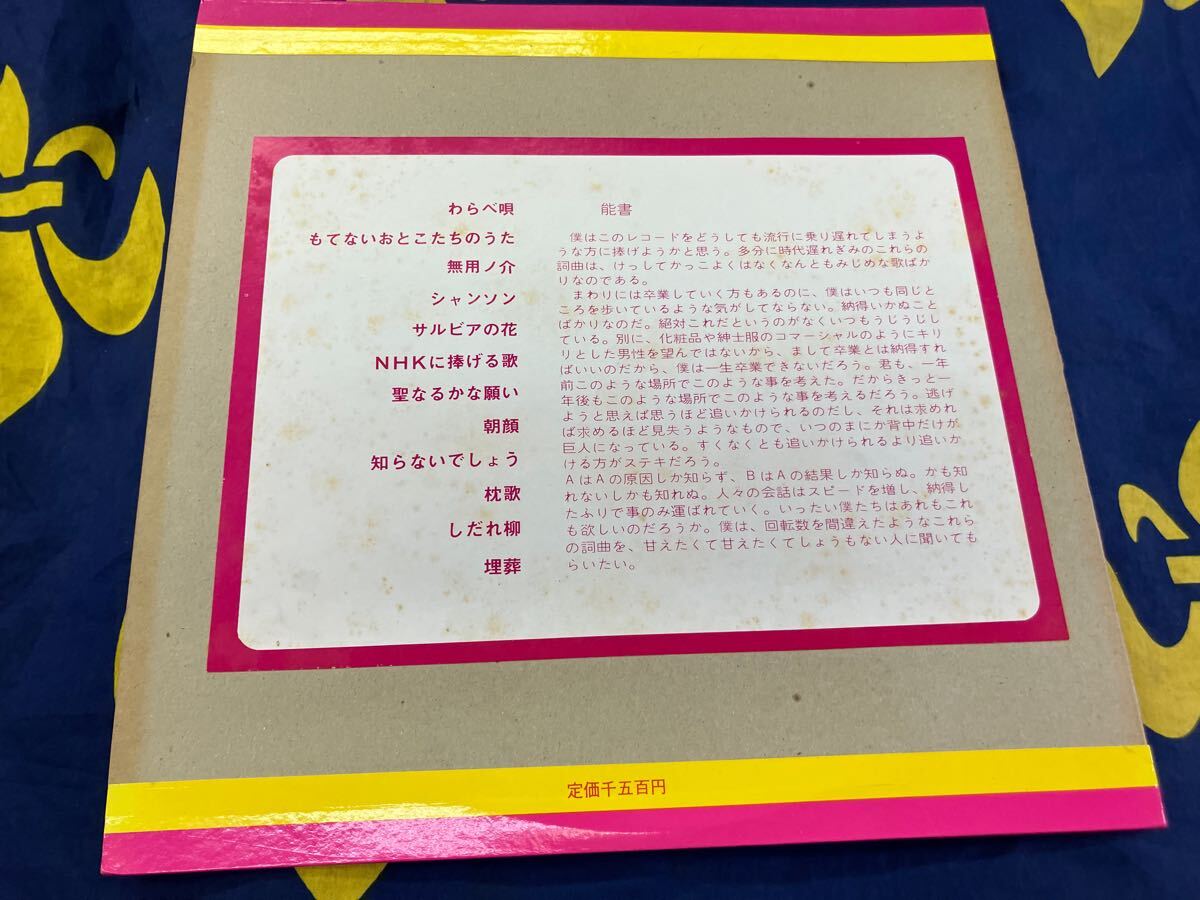 わらべ唄
もてないおとこたちのうた
無用ノ介
シャンソン
サルビアの花
NHKに捧げる歌
聖なるかな願い
朝顔
知らないでしょう
枕歌
しだれ柳
埋葬
能書
僕はこのレコードをどうしても流行に乗り遅れてしまうよ
うな方に捧げようかと思う。多分に時代遅れぎみのこれらの
詞曲は、けっしてかっこよくはなくなんともみじめな歌ばか
りなのである。
まわりには卒業していく方もあるのに、僕はいつも同じと
ころを歩いているような気がしてならない。納得いかぬこと
ばかりなのだ。絶対これだというのがなくいつもうじうじし
ている。別に、化粧品や紳士服のコマーシャルのようにキリ
リとした男性を望んではないから、まして卒業とは納得すれ
ばいいのだから、僕は一生卒業できないだろう。君も、一年
前このような場所でこのような事を考えた。だからきっと一
年後もこのような場所でこのような事を考えるだろう。逃げ
ようと思えば思うほど追いかけられるのだし、それは求めれ
ば求めるほど見失うようなもので、いつのまにか背中だけが
巨人になっている。すくなくとも追いかけられるより追いか
ける方がステキだろう。
AはAの原因しか知らず、BはAの結果しか知らぬ。かも知
れないしかも知れぬ。人々の会話はスピードを増し、納得し
たふりで事のみ運ばれていく。いったい僕たちはあれもこれ
も欲しいのだろうか。僕は、回転数を間違えたようなこれら
の詞曲を、甘えたくて甘えたくてしょうもない人に聞いても
らいたい。
定価千五百円